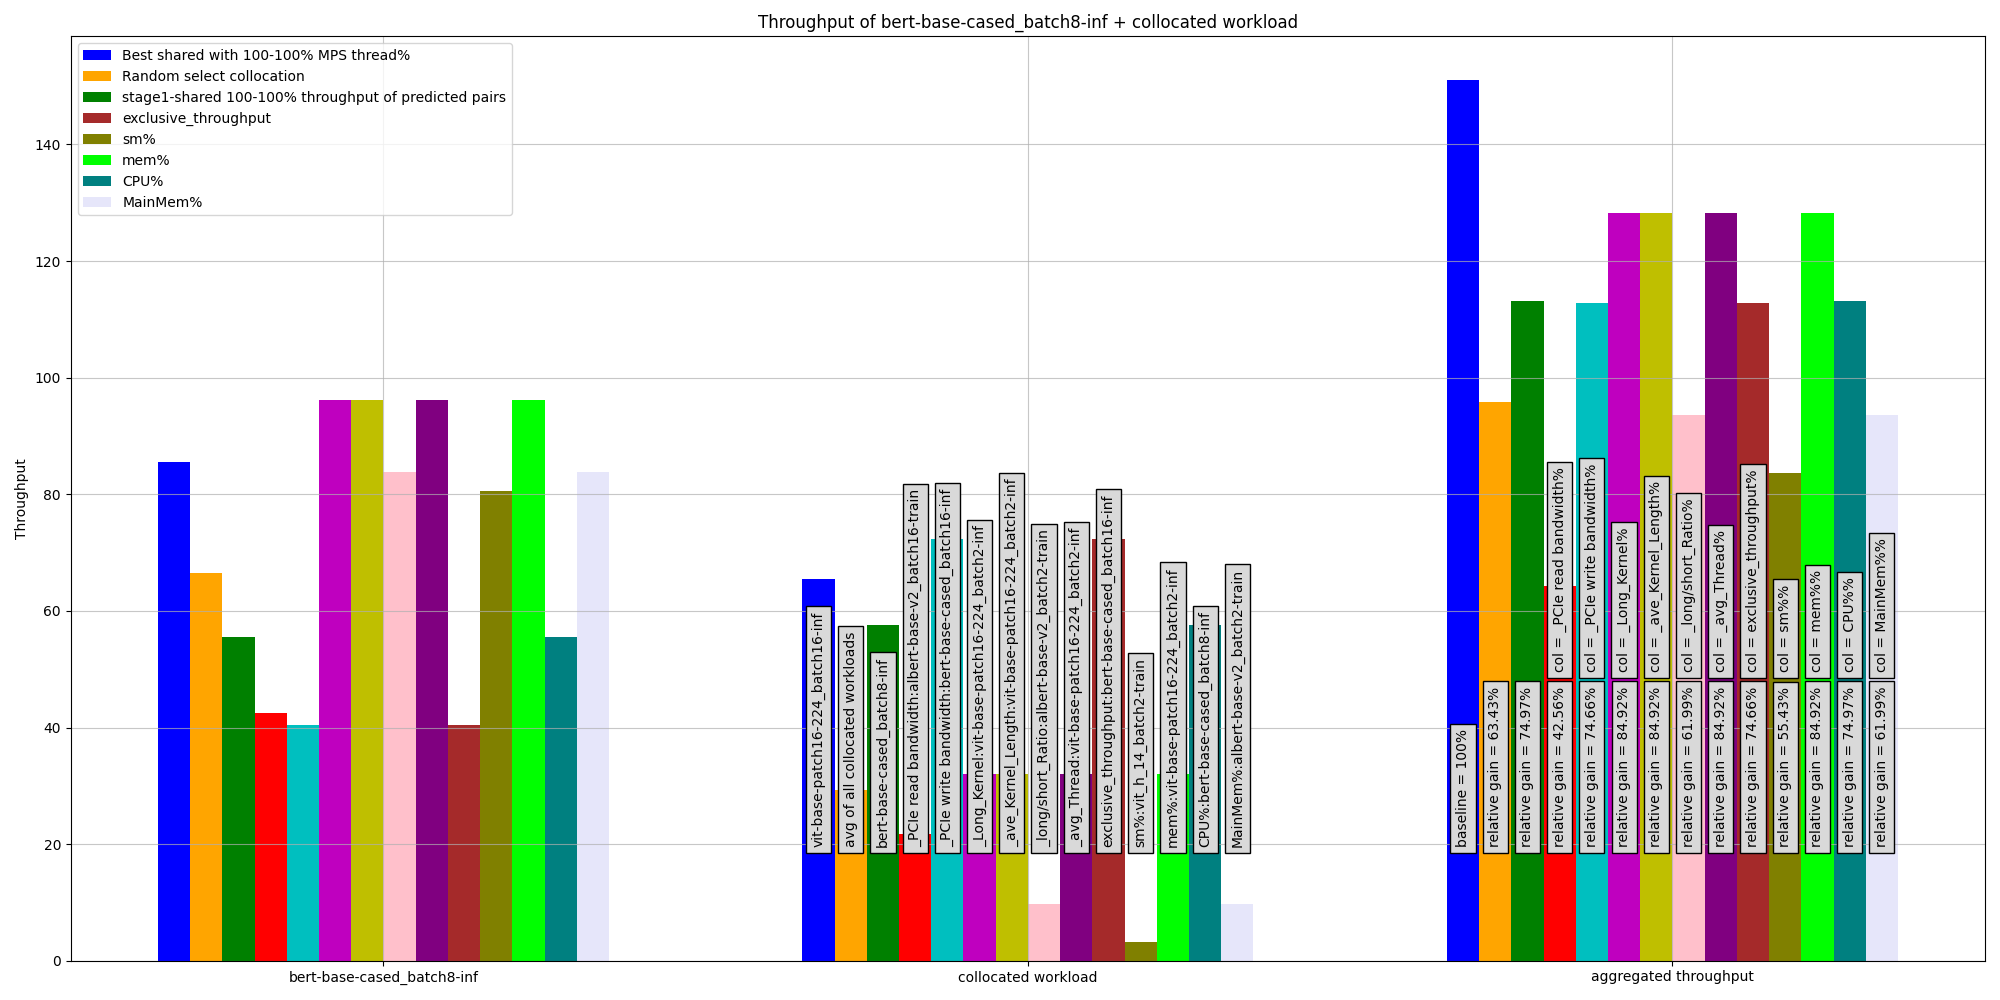 Throughput of bert-base-cased_batch8-inf + collocated workload
Best shared with 100-100% MPS thread%
Random select collocation
stage1-shared 100-100% throughput of predicted pairs
exclusive_throughput
sm%
mem%
CPU%
MainMem%
Throughput
140
120
100
80
60
40
20
0
vit-base-patch16-224_batch16-inf
avg of all collocated workloads
bert-base-cased_batch8-inf
_PCIe read bandwidth:albert-base-v2_batch16-train
_PCIe write bandwidth:bert-base-cased_batch16-inf
_Long_Kernel:vit-base-patch16-224_batch2-inf
_ave_Kernel_Length:vit-base-patch16-224_batch2-inf
_long/short_Ratio:albert-base-v2_batch2-train
_avg_Thread:vit-base-patch16-224_batch2-inf
exclusive_throughput:bert-base-cased_batch16-inf
sm%:vit_h_14_batch2-train
mem%:vit-base-patch16-224_batch2-inf
CPU%:bert-base-cased_batch8-inf
MainMem%:albert-base-v2_batch2-train
col = _PCIe read bandwidth%
col = _PCIe write bandwidth%
col = _Long_Kernel%
col = _ave_Kernel_Length%
col = _long/short_Ratio%
col = _avg_Thread%
col = exclusive_throughput%
col = sm%%
col = mem%%
col = CPU%%
col = MainMem%%
baseline = 100%
relative gain = 63.43%
relative gain = 74.97%
relative gain = 42.56%
relative gain = 74.66%
relative gain = 84.92%
relative gain = 84.92%
relative gain = 61.99%
relative gain = 84.92%
relative gain = 74.66%
relative gain = 55.43%
relative gain = 84.92%
relative gain = 74.97%
relative gain = 61.99%
bert-base-cased_batch8-inf
collocated workload
aggregated throughput